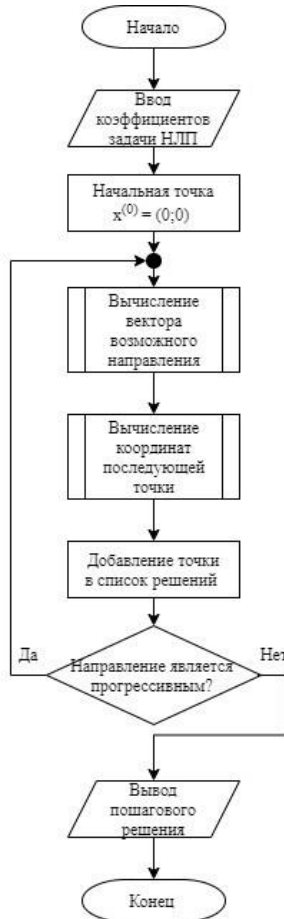 Начало
Ввод
коэффициентов
задачи НЛП
Начальная точка
x(0) = (0;0)
Вычисление
вектора
возможного
направления
Вычисление
координат
последующей
точки
Добавление точки
в список решений
Да
Направление является
прогрессивным?
Нет
Вывод
пошагового
решения
Конец